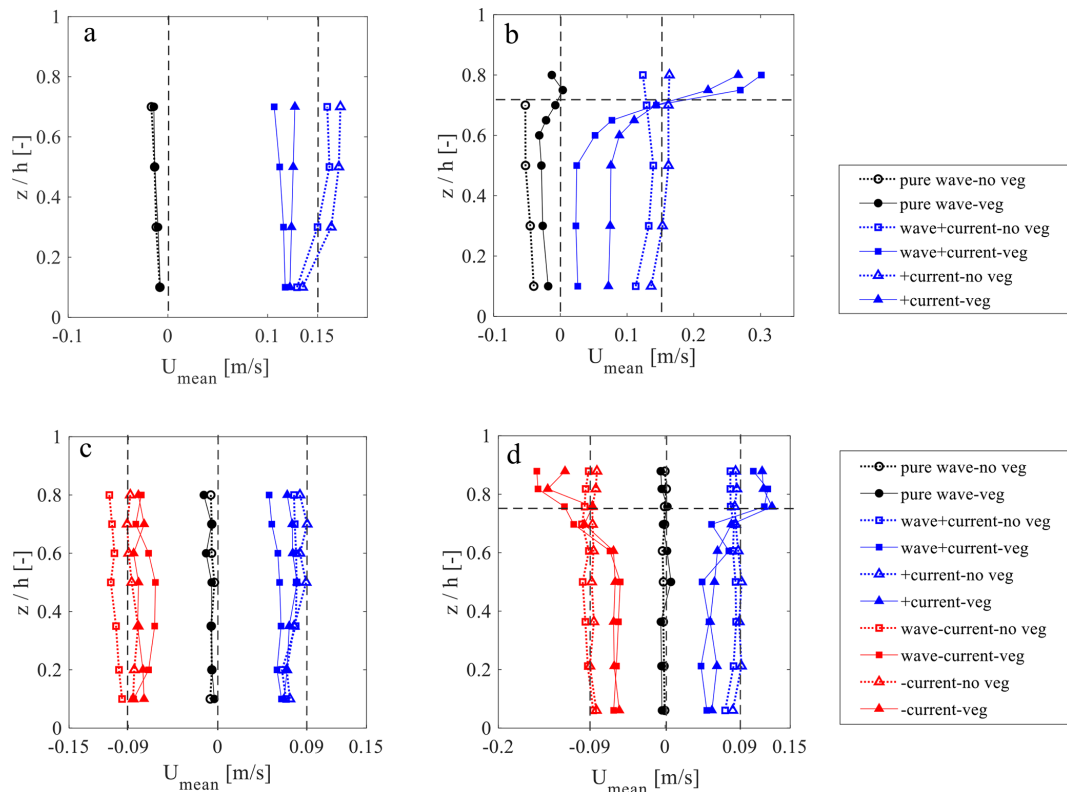 a
1
0.8
0.6
0.4
0.2
0
z / h [-]
-0.1
0
0.1
0.15
U_mean [m/s]
b
1
0.8
0.6
0.4
0.2
0
z / h [-]
-0.1
0
0.1
0.2
0.3
U_mean [m/s]
pure wave-no veg
pure wave-veg
wave+current-no veg
wave+current-veg
+current-no veg
+current-veg
c
1
0.8
0.6
0.4
0.2
0
z / h [-]
-0.15
-0.09
0
0.09
0.15
U_mean [m/s]
d
1
0.8
0.6
0.4
0.2
0
z / h [-]
-0.2
-0.09
0
0.09
0.15
U_mean [m/s]
pure wave-no veg
pure wave-veg
wave+current-no veg
wave+current-veg
+current-no veg
+current-veg
wave-current-no veg
wave-current-veg
-current-no veg
-current-veg